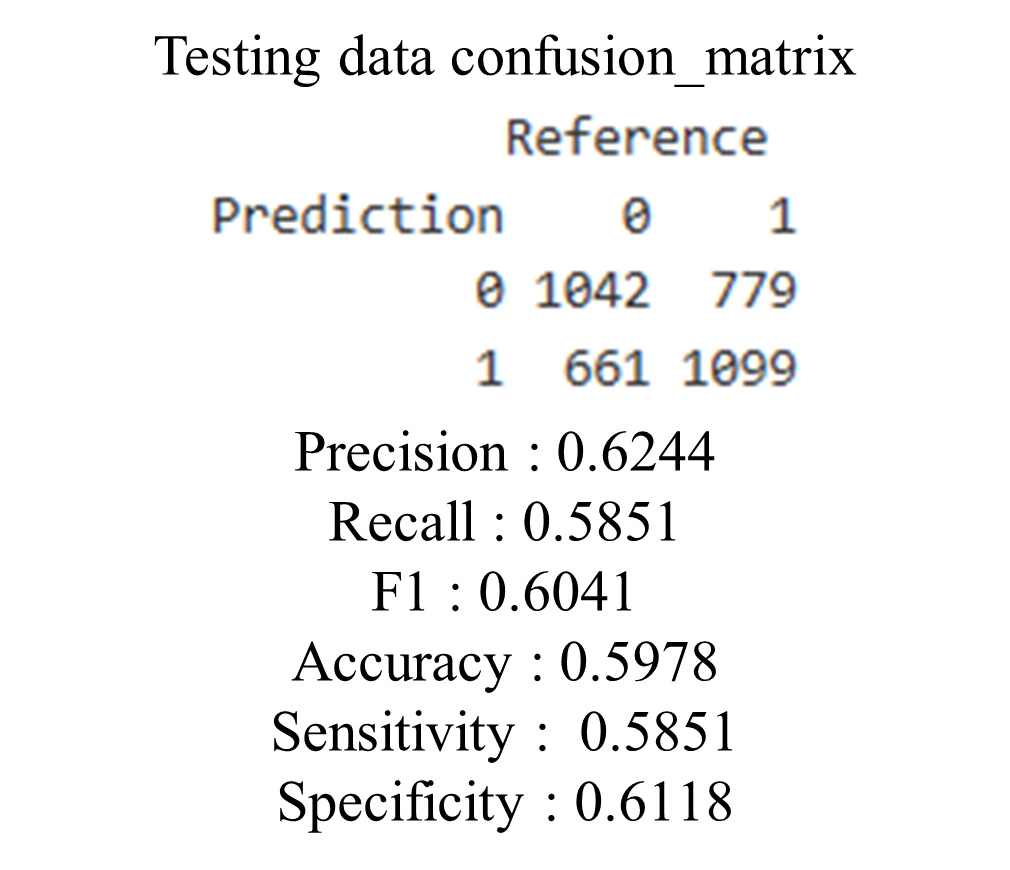 Testing data confusion_matrix
Reference
Prediction 0 1
0 1042 779
1 661 1099
Precision : 0.6244
Recall : 0.5851
F1 : 0.6041
Accuracy : 0.5978
Sensitivity : 0.5851
Specificity : 0.6118